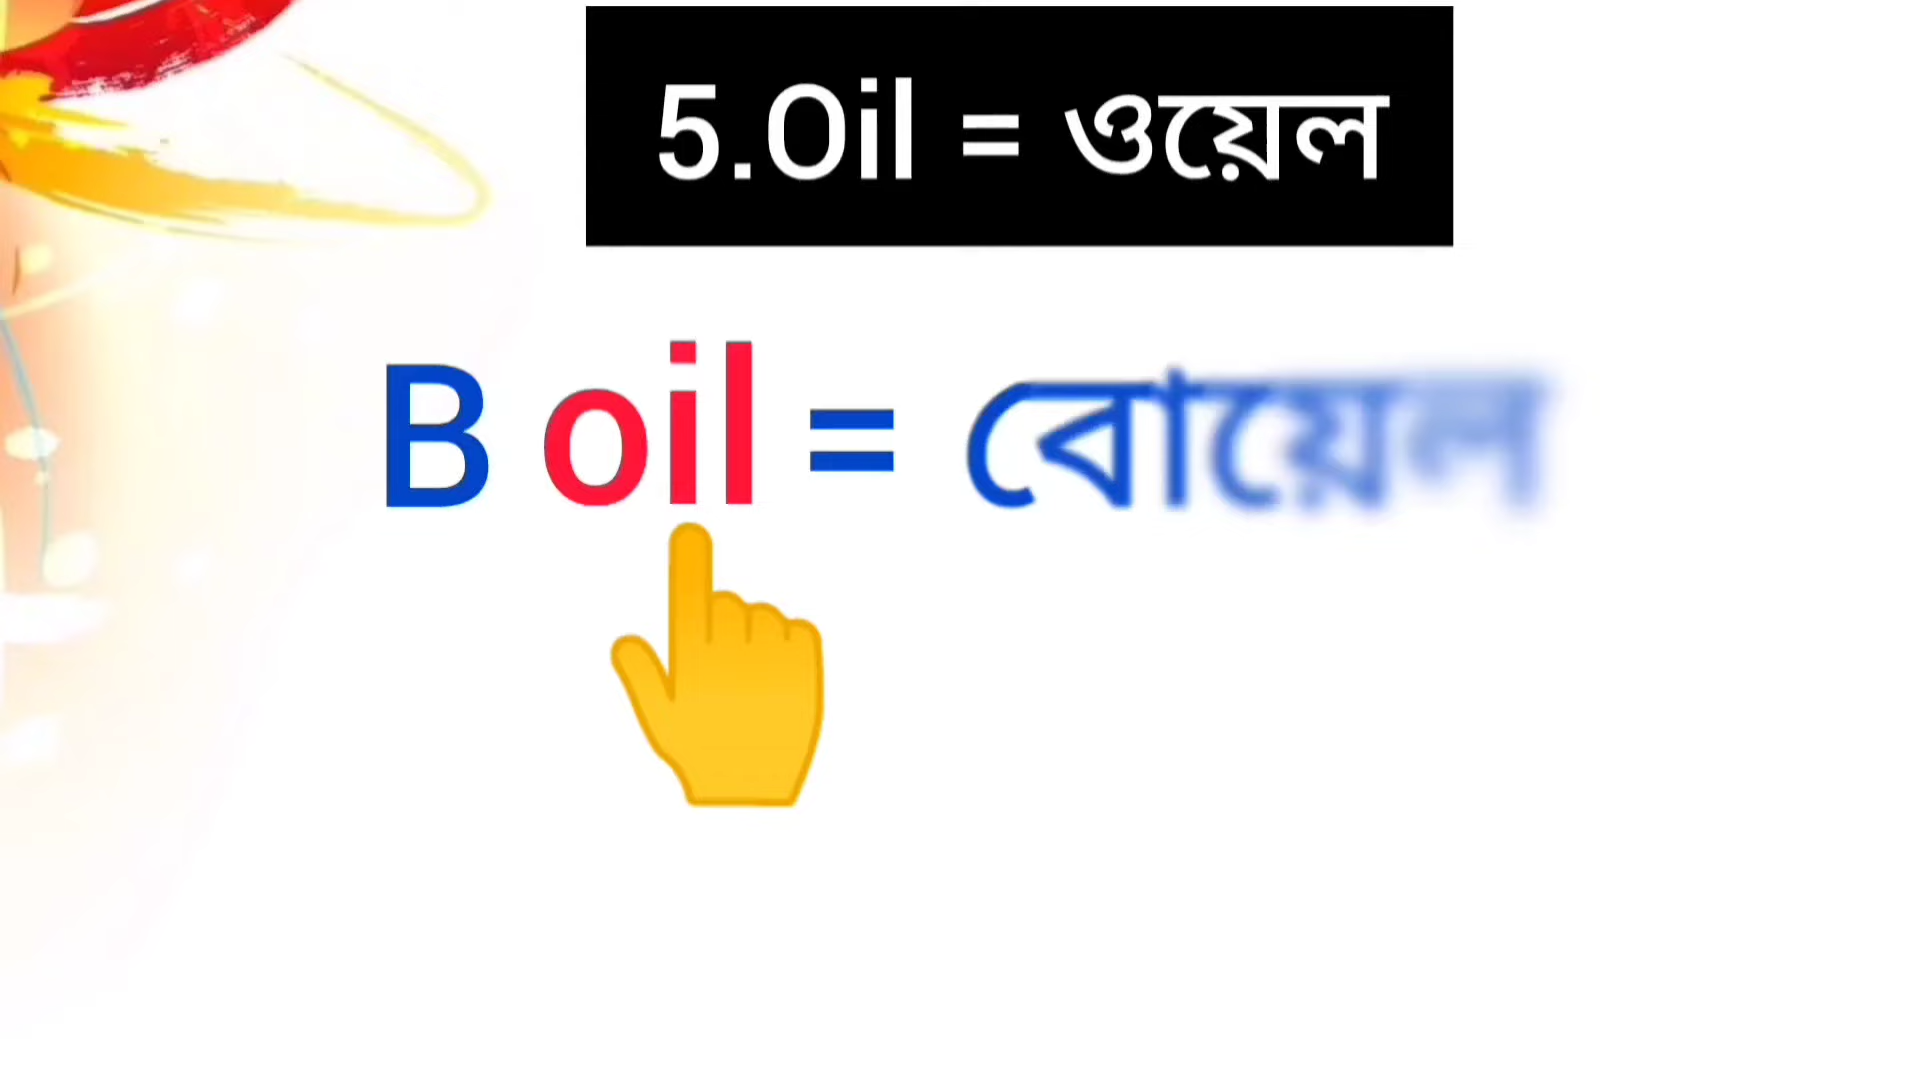 5.Oil = ওয়েল
B oil = বোয়েল